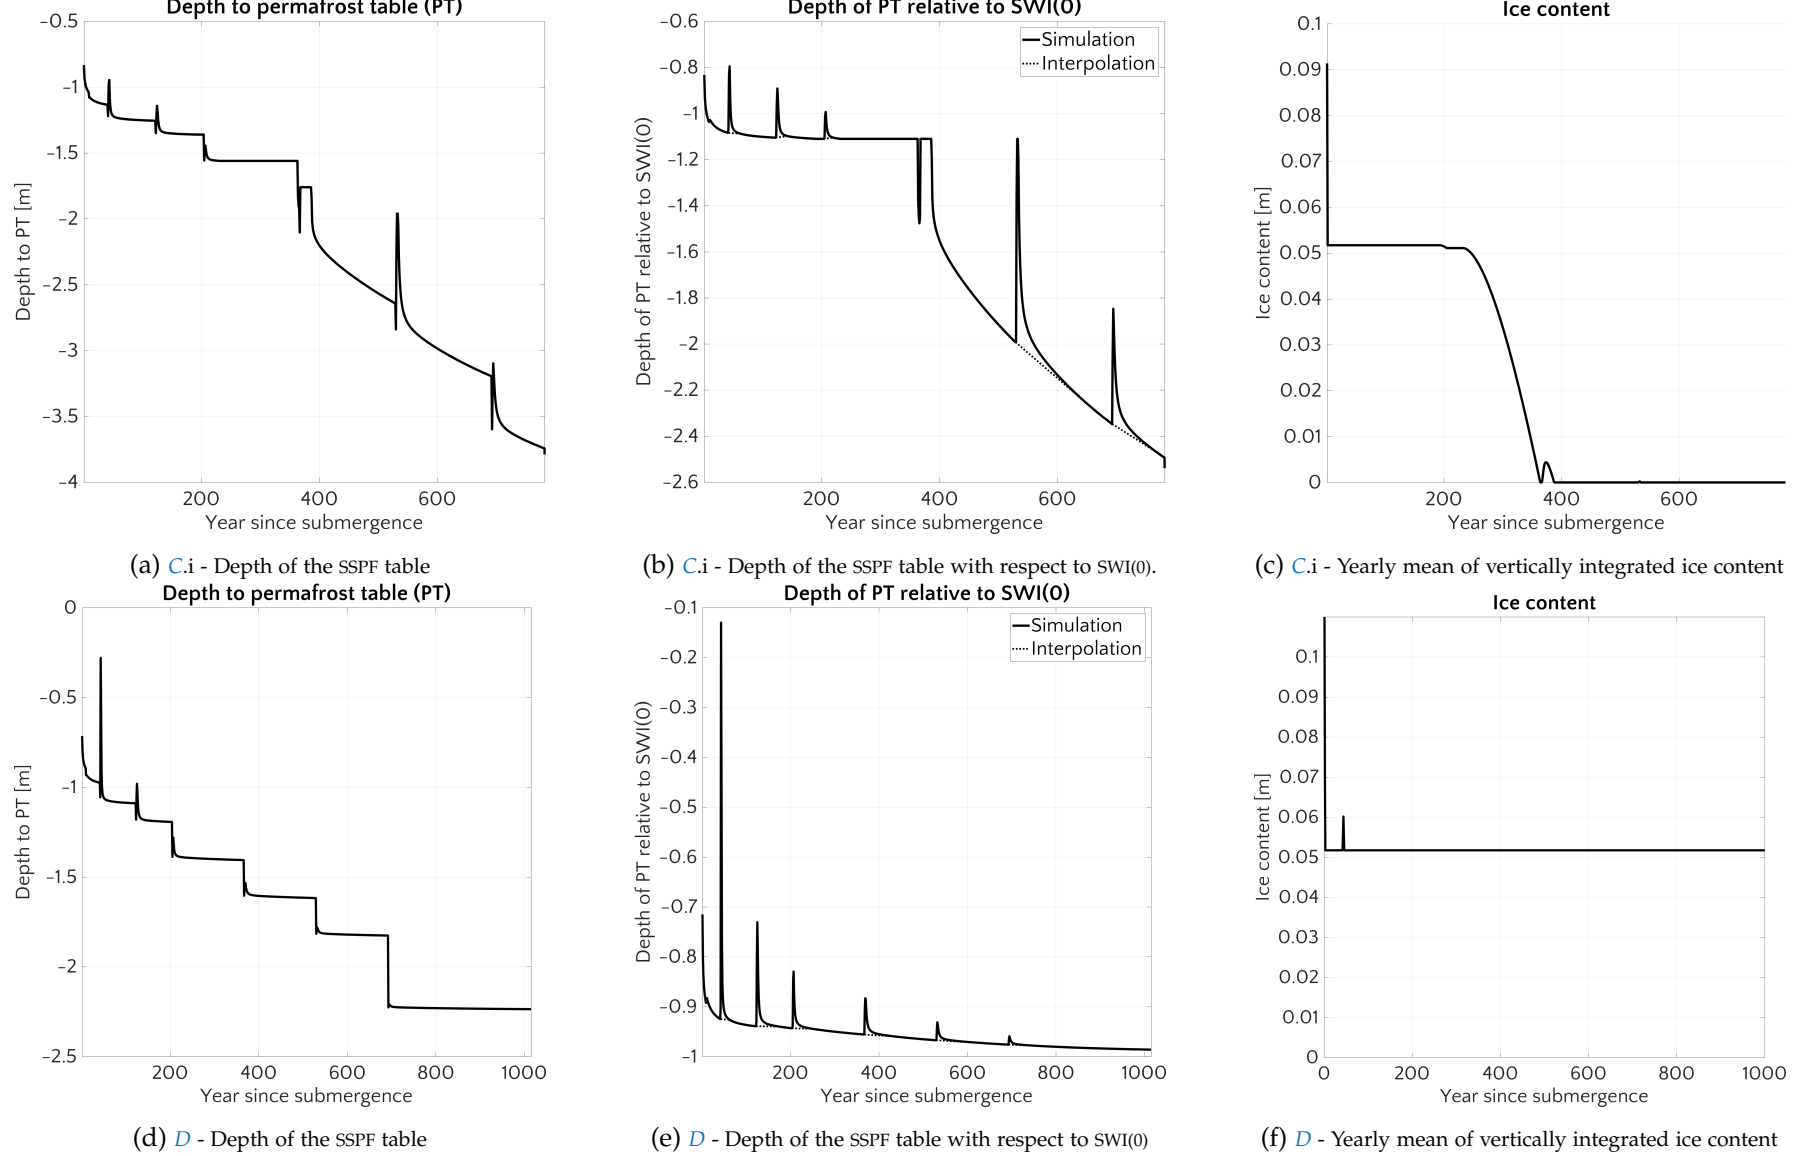 Depth to permafrost table (PT)
−0.5
−1
−1.5
−2
−2.5
−3
−3.5
−4
Depth to PT [m]
200 400 600
Year since submergence
(a) C.i - Depth of the SSPF table
Depth of PT relative to SWI(0)
−0.6
−0.8
−1
−1.2
−1.4
−1.6
−1.8
−2
−2.2
−2.4
−2.6
Depth of PT relative to SWI(0)
Simulation
Interpolation
200 400 600
Year since submergence
(b) C.i - Depth of the SSPF table with respect to SWI(0).
Ice content
0.1
0.09
0.08
0.07
0.06
0.05
0.04
0.03
0.02
0.01
0
Ice content [m]
200 400 600
Year since submergence
(c) C.i - Yearly mean of vertically integrated ice content
Depth to permafrost table (PT)
0
−0.5
−1
−1.5
−2
−2.5
Depth to PT [m]
200 400 600 800 1000
Year since submergence
(d) D - Depth of the SSPF table
Depth of PT relative to SWI(0)
−0.1
−0.2
−0.3
−0.4
−0.5
−0.6
−0.7
−0.8
−0.9
−1
Depth of PT relative to SWI(0)
Simulation
Interpolation
200 400 600 800 1000
Year since submergence
(e) D - Depth of the SSPF table with respect to SWI(0)
Ice content
0.1
0.09
0.08
0.07
0.06
0.05
0.04
0.03
0.02
0.01
0
Ice content [m]
0 200 400 600 800 1000
Year since submergence
(f) D - Yearly mean of vertically integrated ice content